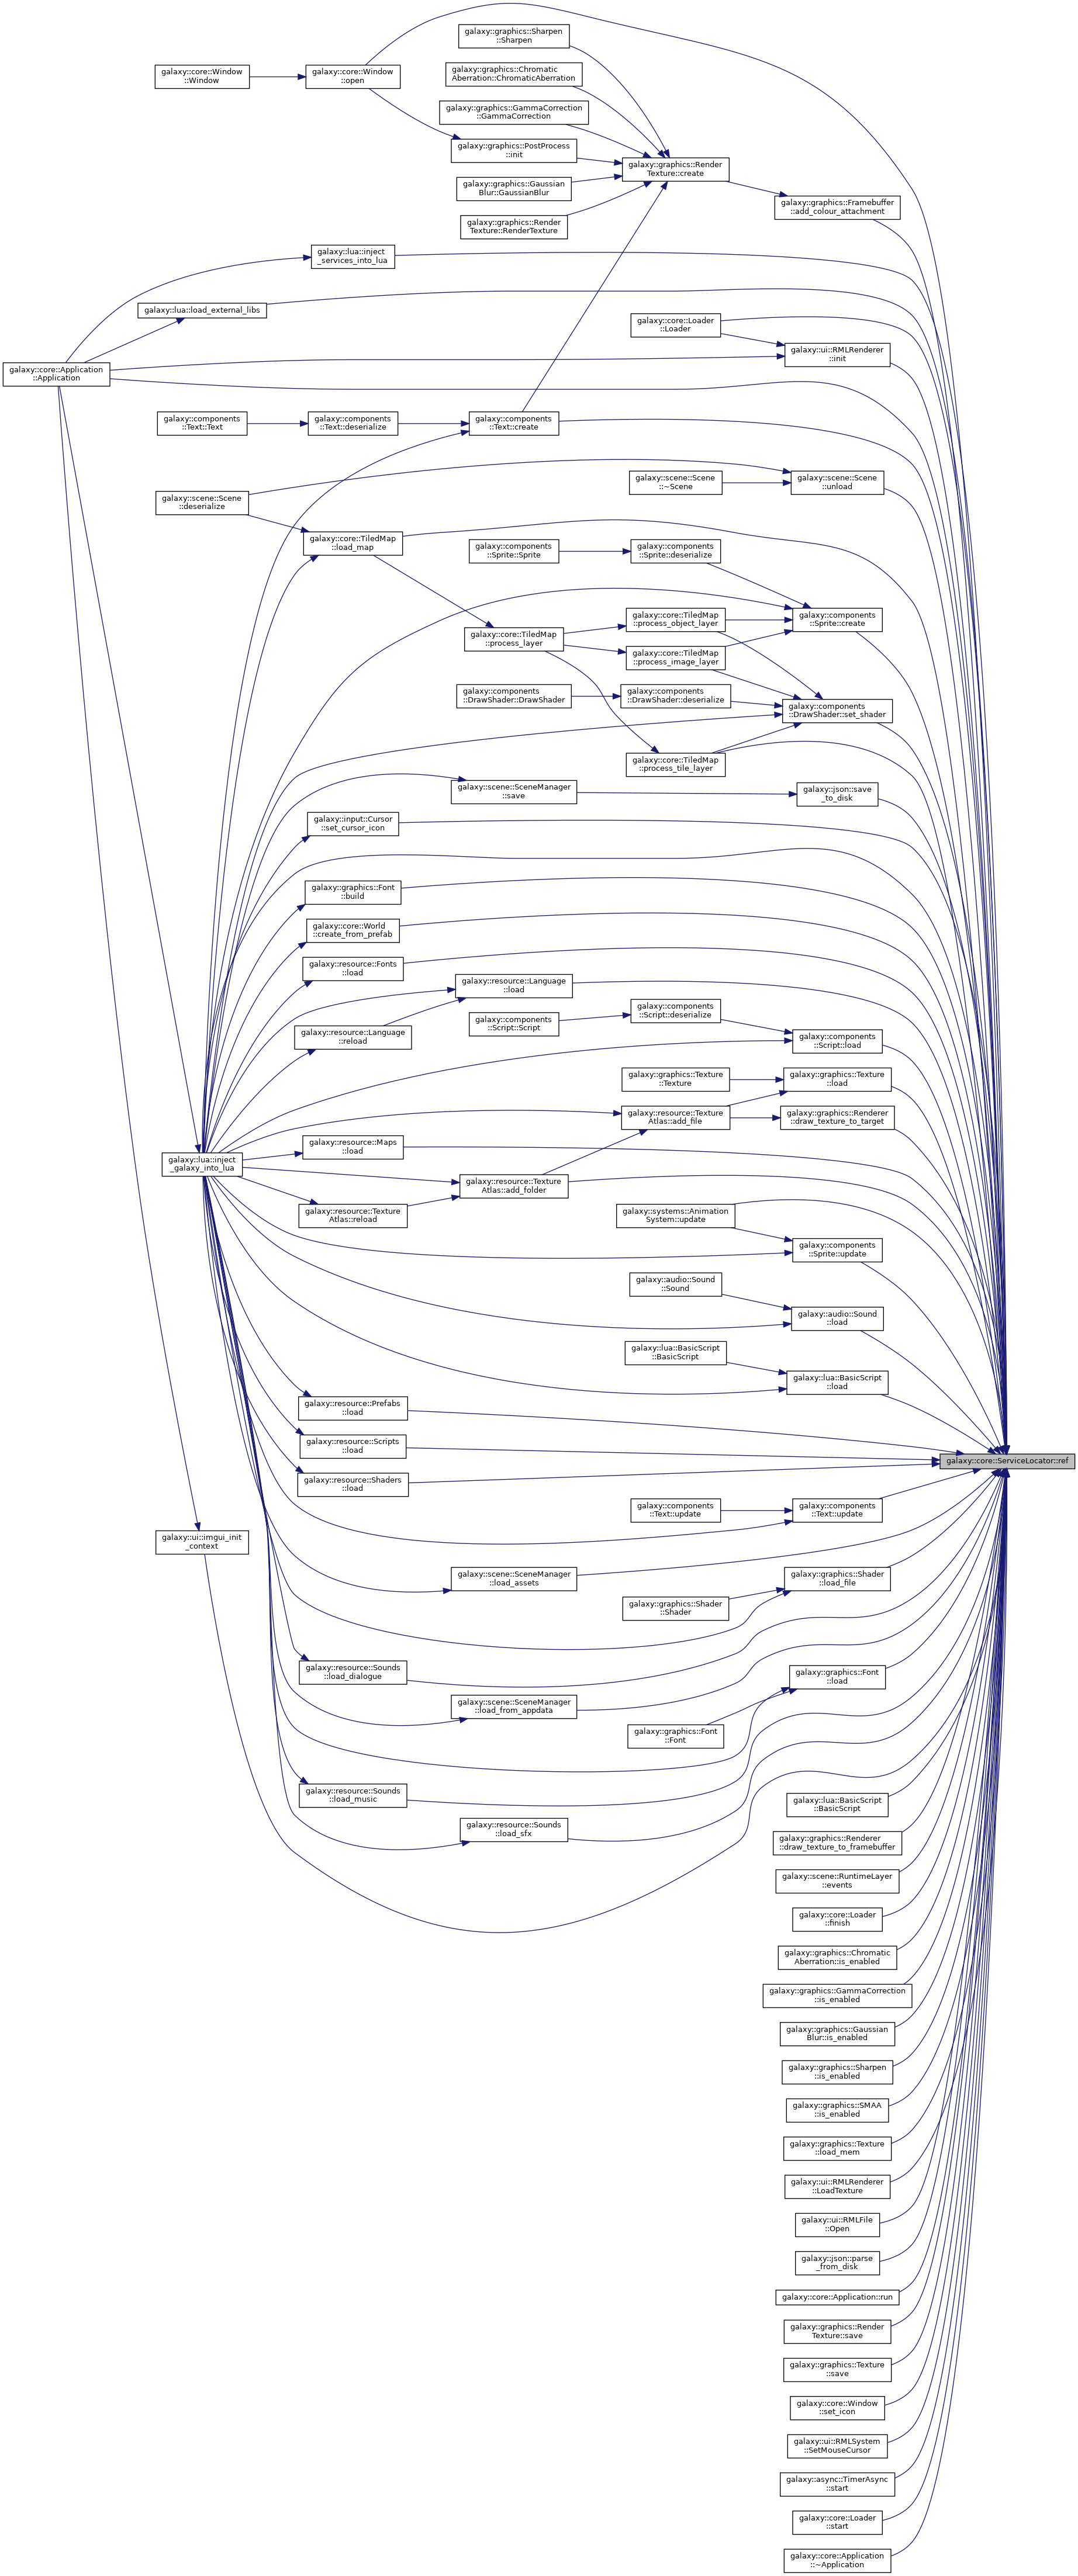 galaxy::graphics::Sharpen
::Sharpen
galaxy::core::Window
::Window
galaxy::core::Window
::open
galaxy::graphics::Chromatic
Aberration::ChromaticAberration
galaxy::graphics::GammaCorrection
::GammaCorrection
galaxy::graphics::PostProcess
::init
galaxy::graphics::Render
Texture::create
galaxy::graphics::Gaussian
Blur::GaussianBlur
galaxy::graphics::Framebuffer
::add_colour_attachment
galaxy::graphics::Render
Texture::RenderTexture
galaxy::lua::inject
_services_into_lua
galaxy::lua::load_external_libs
galaxy::core::Loader
::Loader
galaxy::ui::RMLRenderer
::init
galaxy::core::Application
::Application
galaxy::components
::Text::Text
galaxy::components
::Text::deserialize
galaxy::components
::Text::create
galaxy::scene::Scene
::~Scene
galaxy::scene::Scene
::unload
galaxy::scene::Scene
::deserialize
galaxy::core::TiledMap
::load_map
galaxy::components
::Sprite::Sprite
galaxy::components
::Sprite::deserialize
galaxy::core::TiledMap
::process_object_layer
galaxy::components
::Sprite::create
galaxy::core::TiledMap
::process_layer
galaxy::core::TiledMap
::process_image_layer
galaxy::components
::DrawShader::DrawShader
galaxy::components
::DrawShader::deserialize
galaxy::components
::DrawShader::set_shader
galaxy::core::TiledMap
::process_tile_layer
galaxy::scene::SceneManager
::save
galaxy::json::save
_to_disk
galaxy::input::Cursor
::set_cursor_icon
galaxy::graphics::Font
::build
galaxy::core::World
::create_from_prefab
galaxy::resource::Fonts
::load
galaxy::resource::Language
::load
galaxy::components
::Script::Script
galaxy::components
::Script::deserialize
galaxy::resource::Language
::reload
galaxy::components
::Script::load
galaxy::graphics::Texture
::Texture
galaxy::graphics::Texture
::load
galaxy::resource::Texture
Atlas::add_file
galaxy::graphics::Renderer
::draw_texture_to_target
galaxy::resource::Maps
::load
galaxy::lua::inject
_galaxy_into_lua
galaxy::resource::Texture
Atlas::add_folder
galaxy::resource::Texture
Atlas::reload
galaxy::systems::Animation
System::update
galaxy::components
::Sprite::update
galaxy::audio::Sound
::Sound
galaxy::audio::Sound
::load
galaxy::lua::BasicScript
::BasicScript
galaxy::lua::BasicScript
::load
galaxy::resource::Prefabs
::load
galaxy::resource::Scripts
::load
galaxy::core::ServiceLocator::ref
galaxy::resource::Shaders
::load
galaxy::components
::Text::update
galaxy::components
::Text::update
galaxy::ui::imgui_init
_context
galaxy::scene::SceneManager
::load_assets
galaxy::graphics::Shader
::load_file
galaxy::graphics::Shader
::Shader
galaxy::resource::Sounds
::load_dialogue
galaxy::graphics::Font
::load
galaxy::scene::SceneManager
::load_from_appdata
galaxy::graphics::Font
::Font
galaxy::resource::Sounds
::load_music
galaxy::lua::BasicScript
::BasicScript
galaxy::resource::Sounds
::load_sfx
galaxy::graphics::Renderer
::draw_texture_to_framebuffer
galaxy::scene::RuntimeLayer
::events
galaxy::core::Loader
::finish
galaxy::graphics::Chromatic
Aberration::is_enabled
galaxy::graphics::GammaCorrection
::is_enabled
galaxy::graphics::Gaussian
Blur::is_enabled
galaxy::graphics::Sharpen
::is_enabled
galaxy::graphics::SMAA
::is_enabled
galaxy::graphics::Texture
::load_mem
galaxy::ui::RMLRenderer
::LoadTexture
galaxy::ui::RMLFile
::Open
galaxy::json::parse
_from_disk
galaxy::core::Application::run
galaxy::graphics::Render
Texture::save
galaxy::graphics::Texture
::save
galaxy::core::Window
::set_icon
galaxy::ui::RMLSystem
::SetMouseCursor
galaxy::async::TimerAsync
::start
galaxy::core::Loader
::start
galaxy::core::Application
::~Application